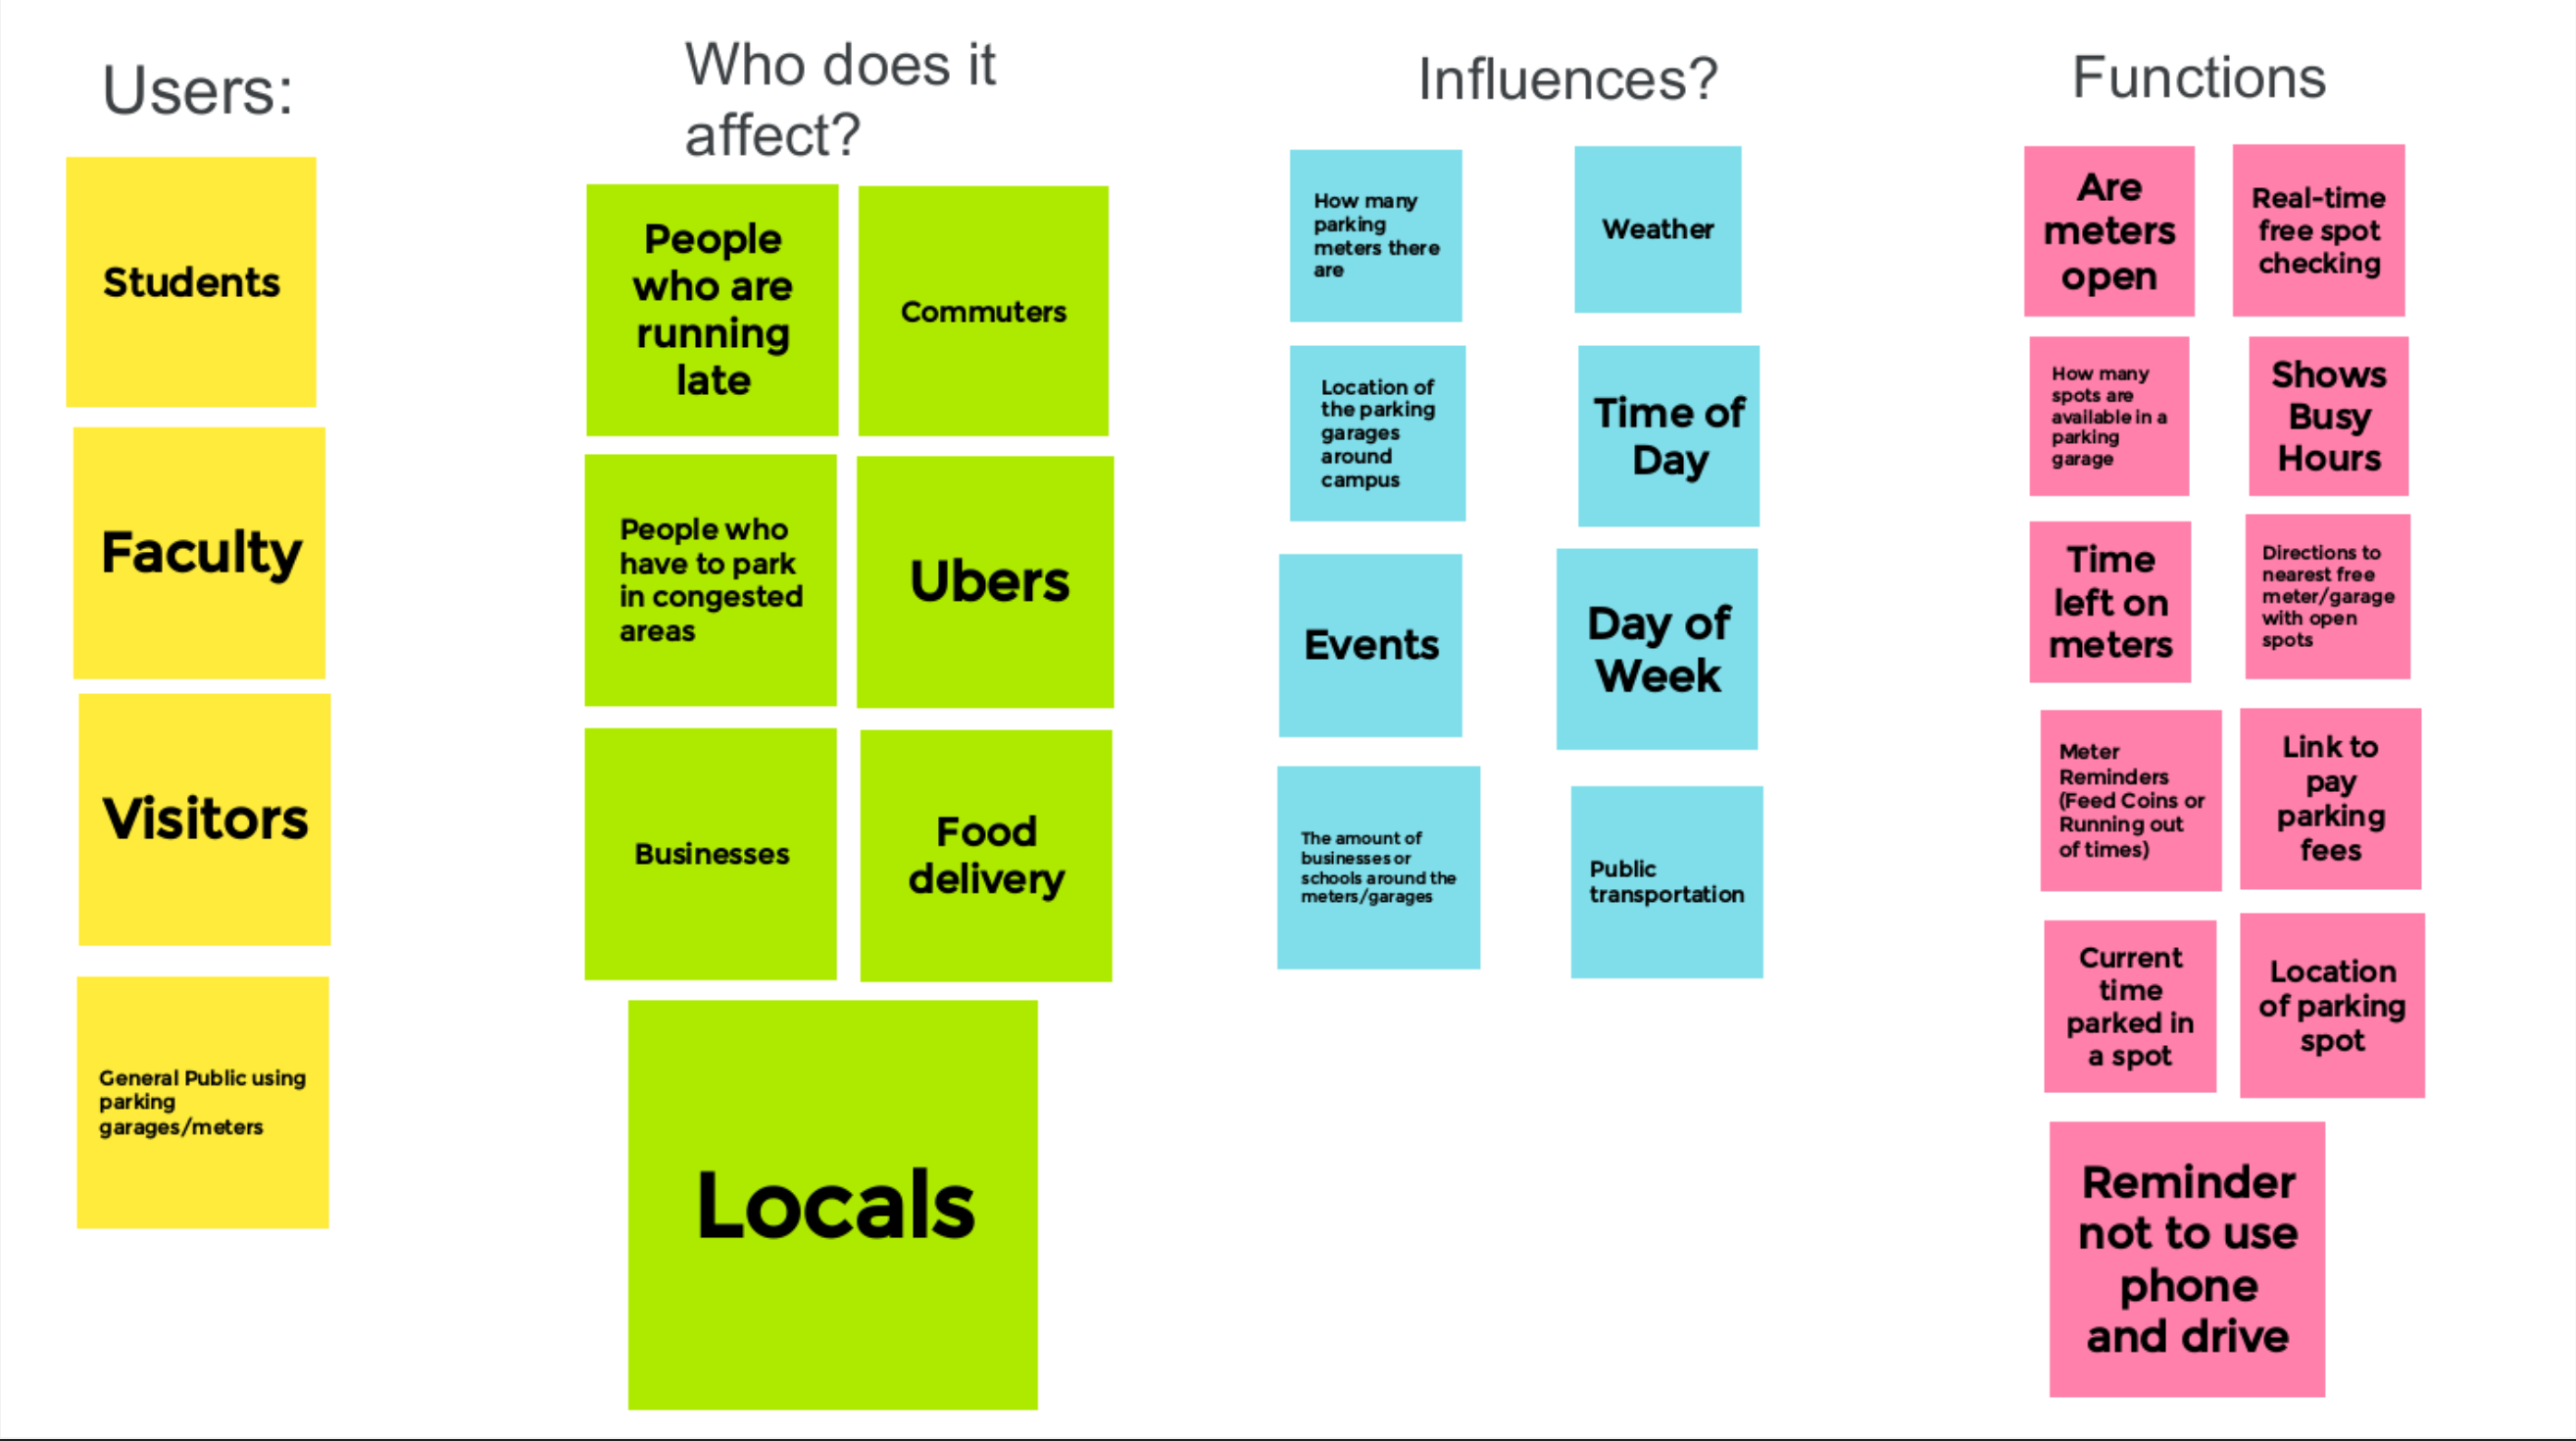 Users:
Students
Faculty
Visitors
General Public using
parking
garages/meters
Who does it
affect?
People
who are
running
late
Commuters
People who
have to park
in congested
areas
Ubers
Businesses
Food
delivery
Locals
Influences?
How many
parking
meters there
are
Weather
Location of
the parking
garages
around
campus
Time of
Day
Events
Day of
Week
The amount of
businesses or
schools around the
meters/garages
Public
transportation
Functions
Are
meters
open
Real-time
free spot
checking
How many
spots are
available in a
parking
garage
Shows
Busy
Hours
Time
left on
meters
Directions to
nearest free
meter/garage
with open
spots
Meter
Reminders
(Feed Coins or
Running out
of times)
Link to
pay
parking
fees
Current
time
parked in
a spot
Location
of parking
spot
Reminder
not to use
phone
and drive